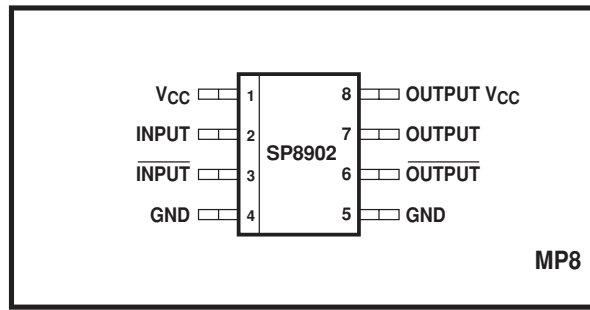 VCC 1 8 OUTPUT VCC
INPUT 2 7 OUTPUT
SP8902
INPUT 3 6 OUTPUT
GND 4 5 GND
MP8